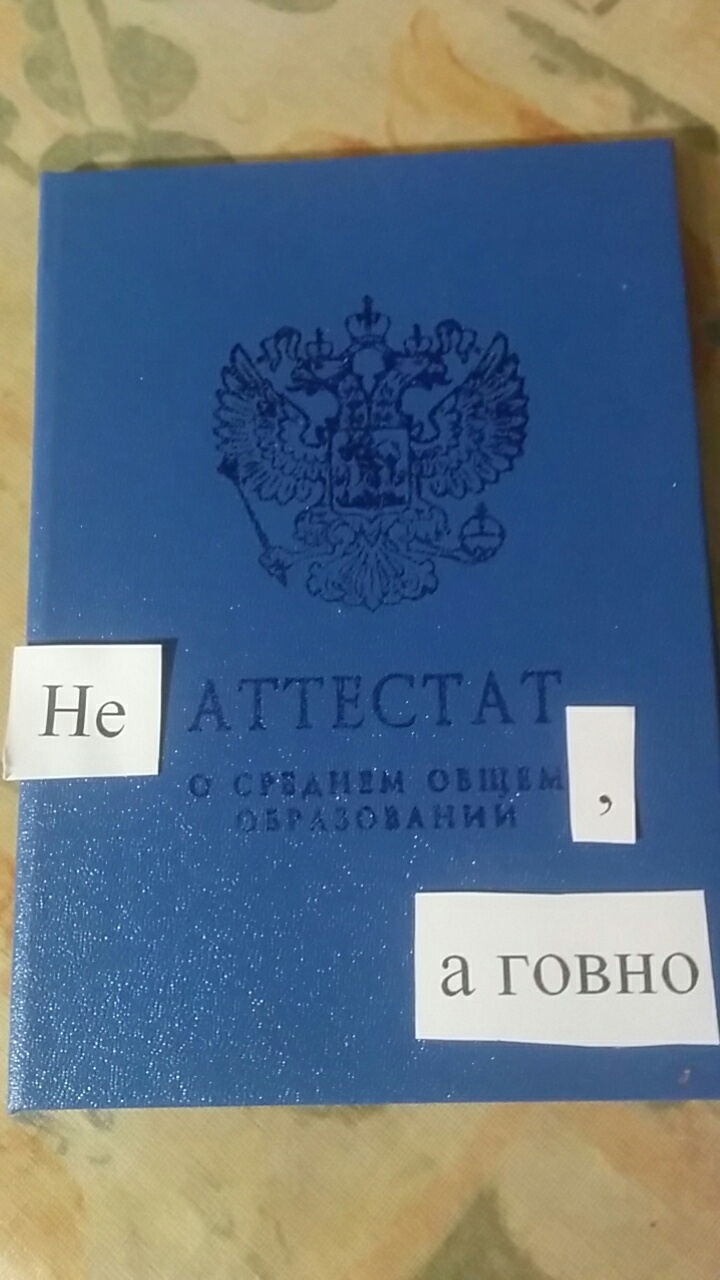 Не АТТЕСТАТ
О СРЕДНЕМ ОБЩЕМ ,
ОБРАЗОВАНИИ
а говно